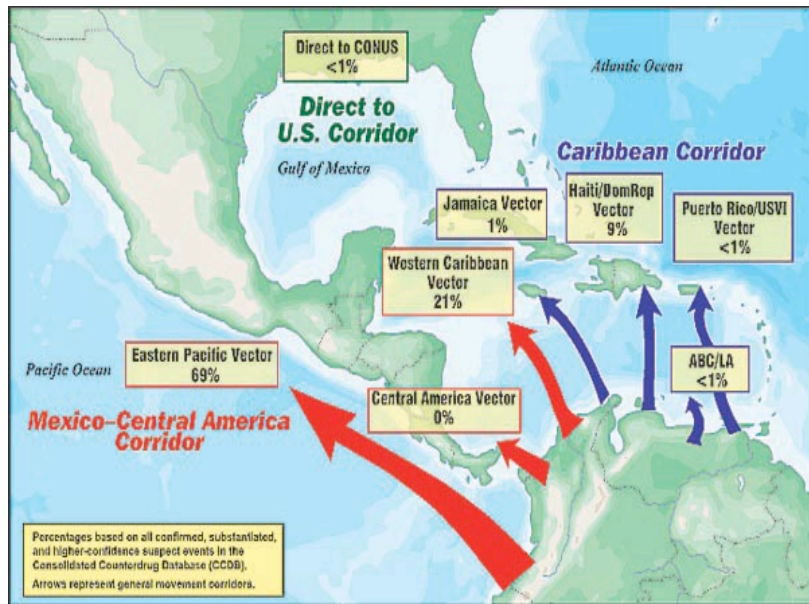 Direct to CONUS
<1%
Atlantic Ocean
Direct to
U.S. Corridor
Gulf of Mexico
Caribbean Corridor
Jamaica Vector
1%
Haiti/DomRep
Vector
9%
Puerto Rico/USVI
Vector
<1%
Western Caribbean
Vector
21%
Pacific Ocean
Eastern Pacific Vector
69%
ABC/LA
<1%
Central America Vector
0%
Mexico–Central America
Corridor
Percentages based on all confirmed, substantiated,
and higher-confidence suspect events in the
Consolidated Counterdrug Database (CCDB).
Arrows represent general movement corridors.